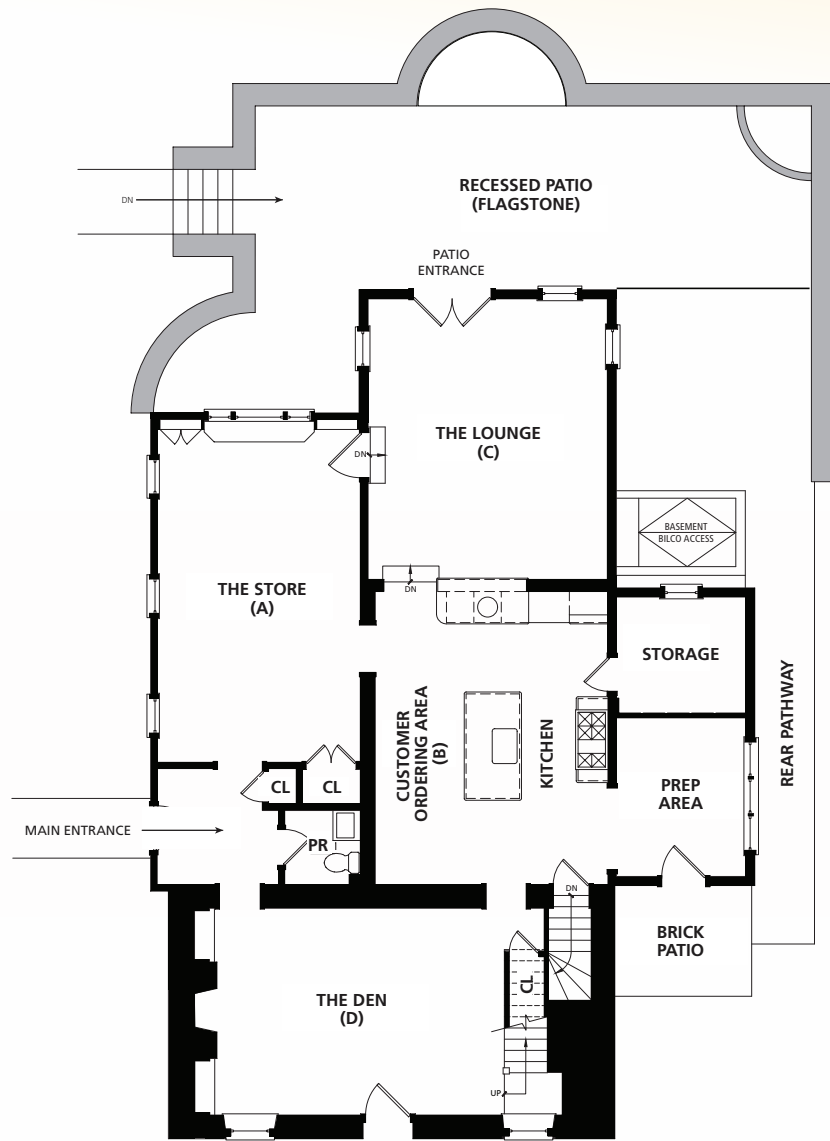 RECESSED PATIO
(FLAGSTONE)
DN
PATIO
ENTRANCE
THE LOUNGE
(C)
DN
BASEMENT
BILCO ACCESS
THE STORE
(A)
DN
STORAGE
CUSTOMER
ORDERING AREA
(B)
KITCHEN
REAR PATHWAY
PREP
AREA
CL
CL
MAIN ENTRANCE
PR
DN
BRICK
PATIO
CL
THE DEN
(D)
UP